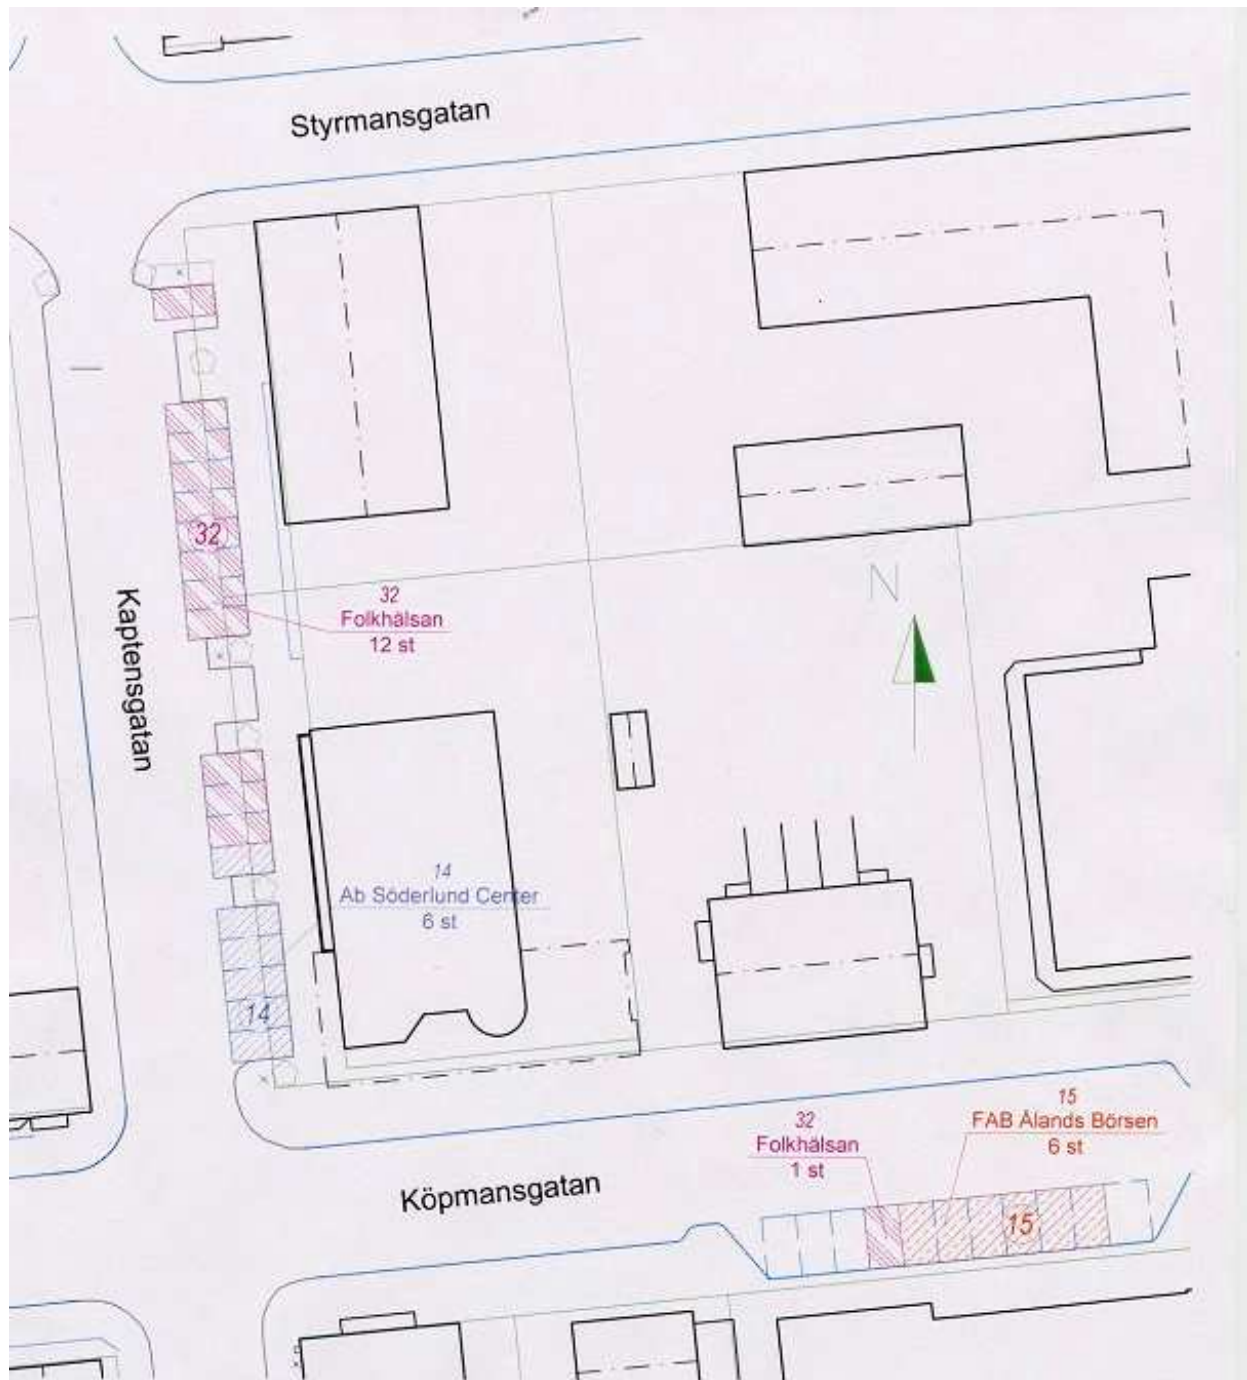 Styrmansgatan
32
32
Folkhälsan
12 st
N
Kaptensgatan
14
Ab Söderlund Center
6 st
14
32
Folkhälsan
1 st
15
FAB Ålands Börsen
6 st
Köpmansgatan
15